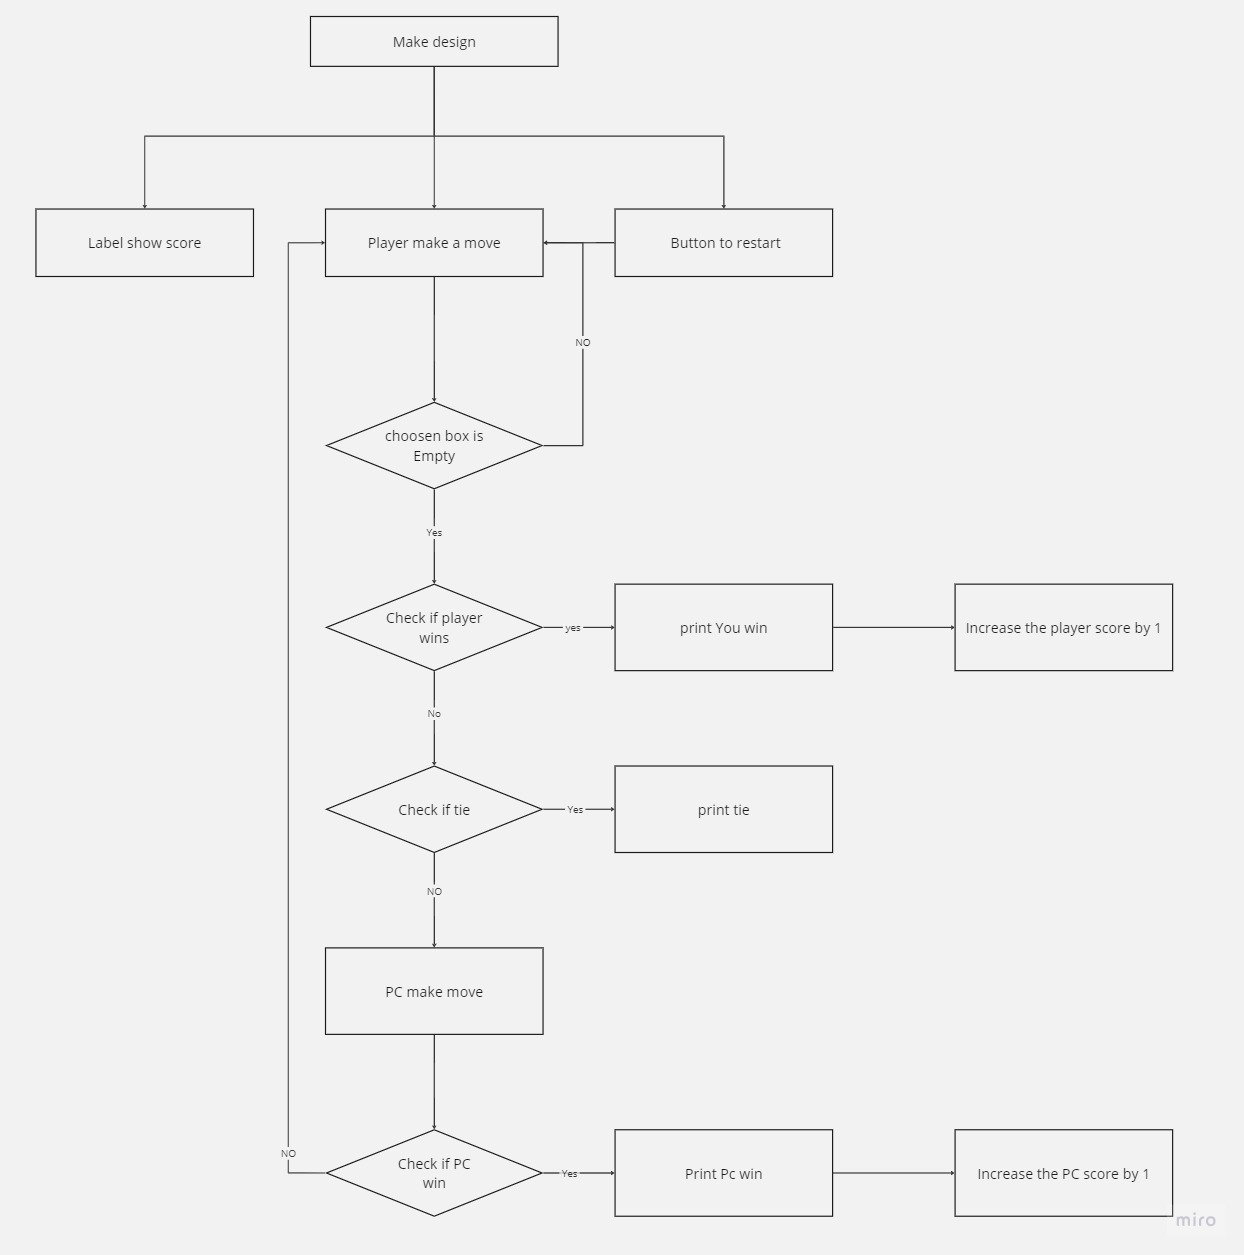 Make design
Label show score
Player make a move
Button to restart
NO
choosen box is
Empty
Yes
Check if player
wins
yes
print You win
Increase the player score by 1
No
Check if tie
Yes
print tie
NO
PC make move
NO
Check if PC
win
Yes
Print Pc win
Increase the PC score by 1
miro